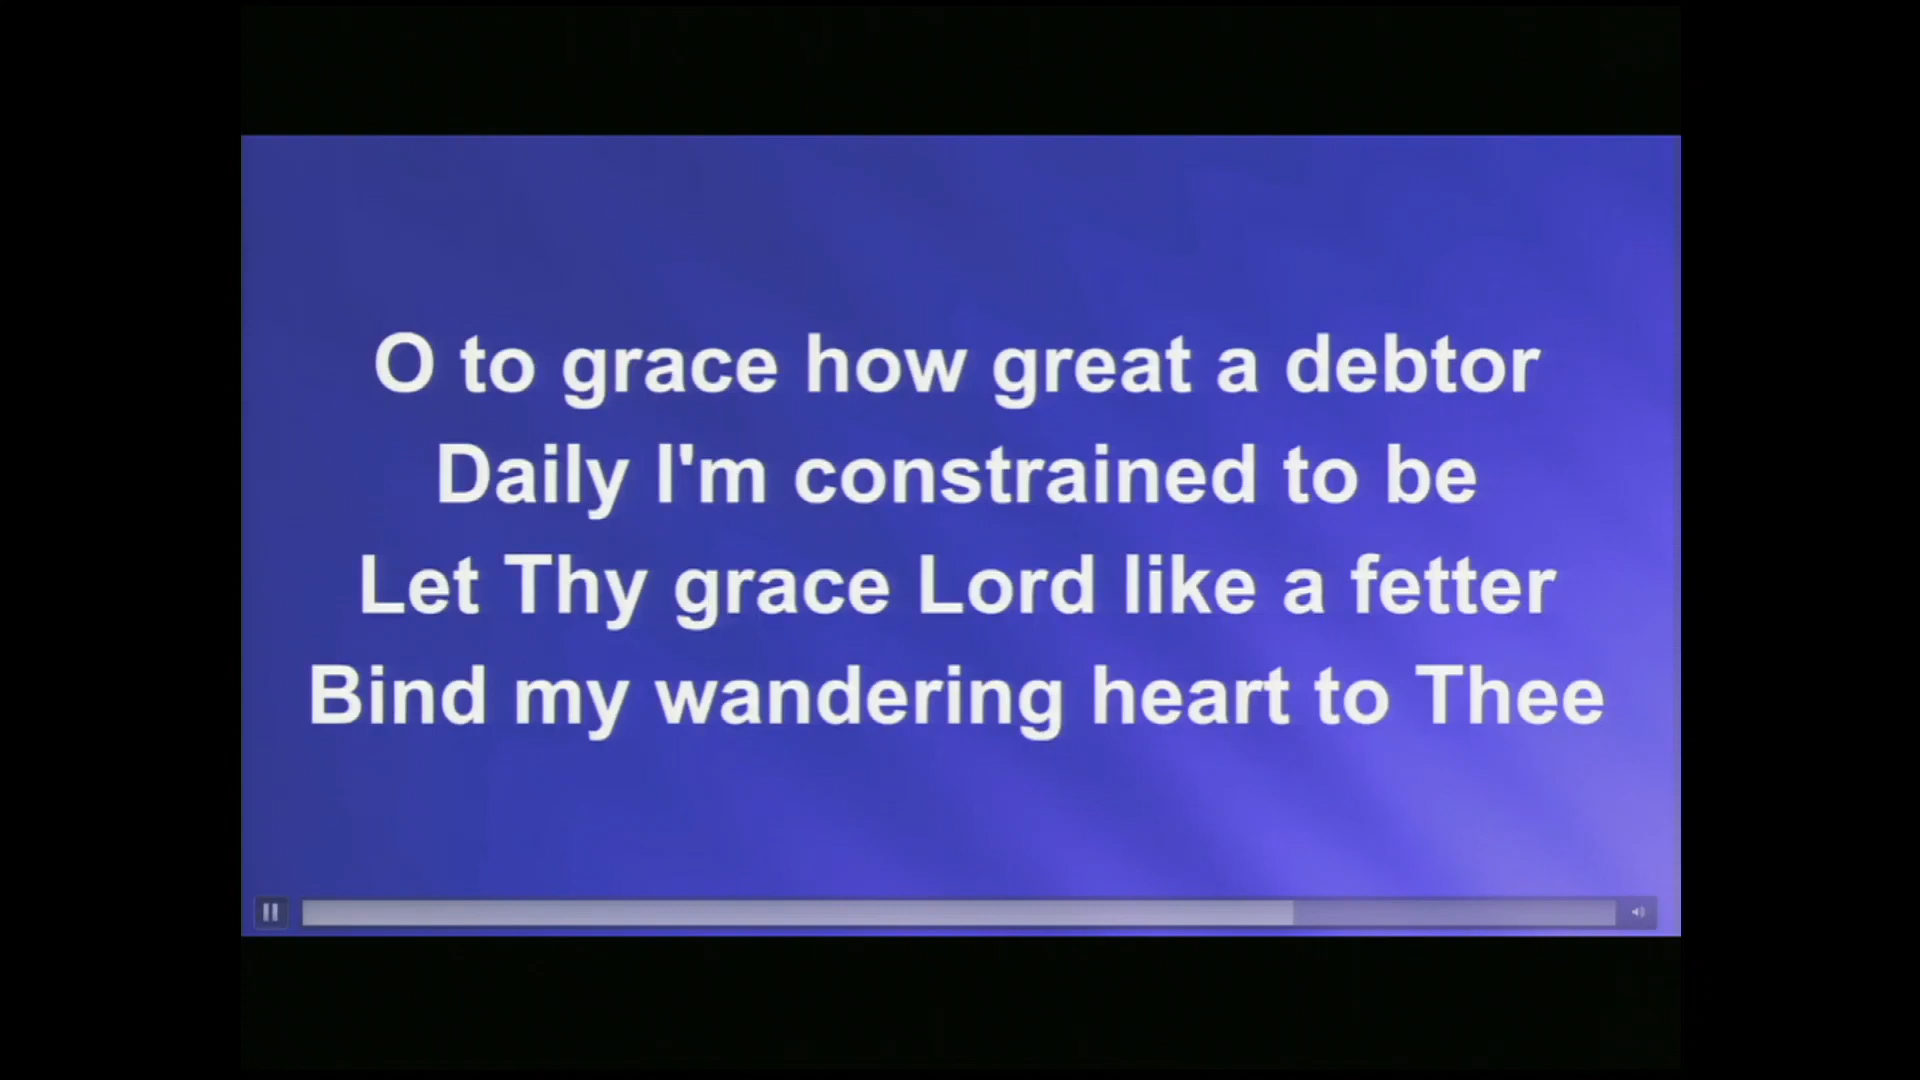 O to grace how great a debtor
Daily I'm constrained to be
Let Thy grace Lord like a fetter
Bind my wandering heart to Thee